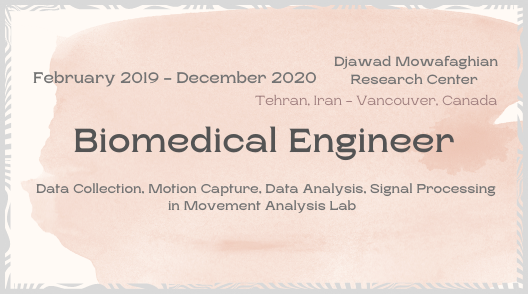 February 2019 – December 2020
Djawad Mowafaghian
Research Center
Tehran, Iran – Vancouver, Canada
Biomedical Engineer
Data Collection, Motion Capture, Data Analysis, Signal Processing
in Movement Analysis Lab